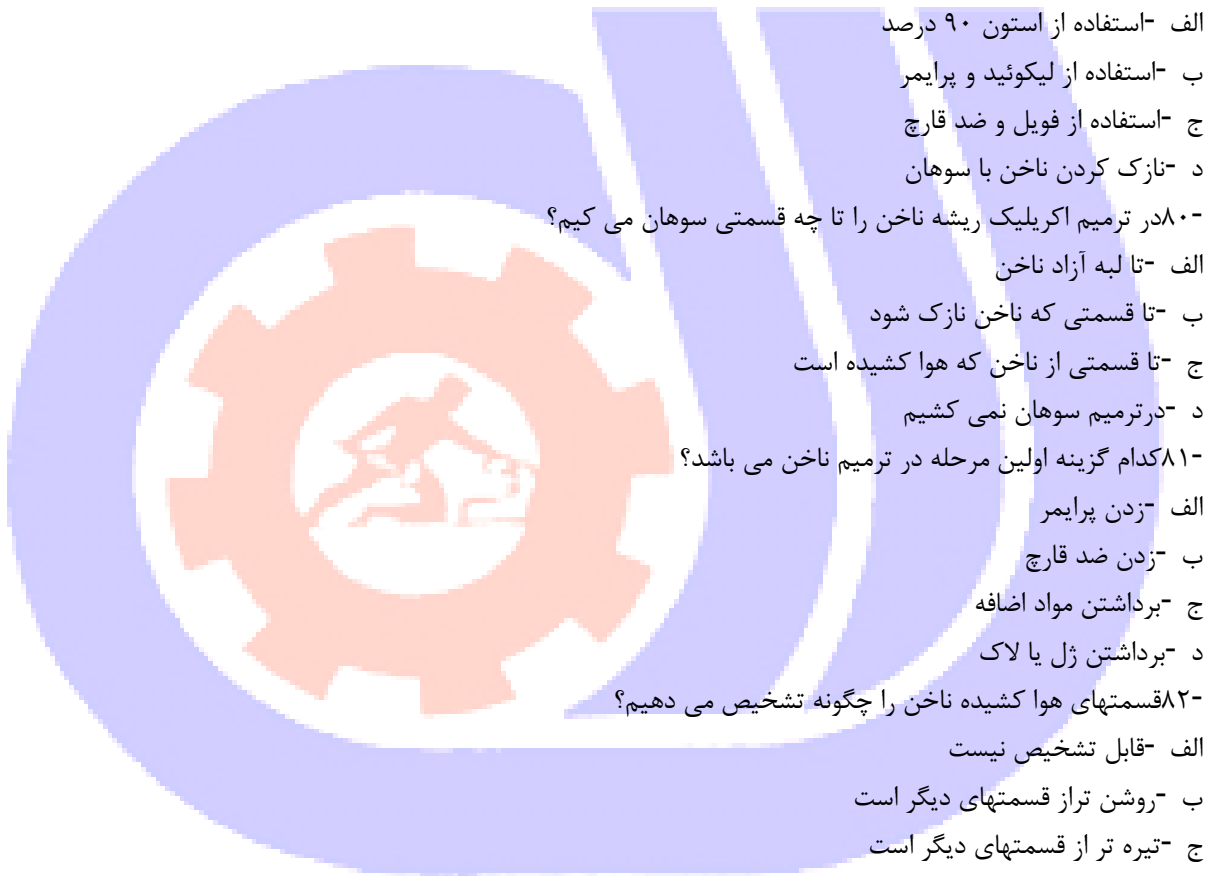 الف -استفاده از استون ۹۰ درصد
ب -استفاده از لیکوئید و پرایمر
ج -استفاده از فویل و ضد قارچ
د -نازک کردن ناخن با سوهان
-۸۰در ترمیم اکریلیک ریشه ناخن را تا چه قسمتی سوهان می کیم؟
الف -تا لبه آزاد ناخن
ب -تا قسمتی که ناخن نازک شود
ج -تا قسمتی از ناخن که هوا کشیده است
د -درترمیم سوهان نمی کشیم
-۸۱کدام گزینه اولین مرحله در ترمیم ناخن می باشد؟
الف -زدن پرایمر
ب -زدن ضد قارچ
ج -برداشتن مواد اضافه
د -برداشتن ژل یا لاک
-۸۲قسمتهای هوا کشیده ناخن را چگونه تشخیص می دهیم؟
الف -قابل تشخیص نیست
ب -روشن تراز قسمتهای دیگر است
ج -تیره تر از قسمتهای دیگر است